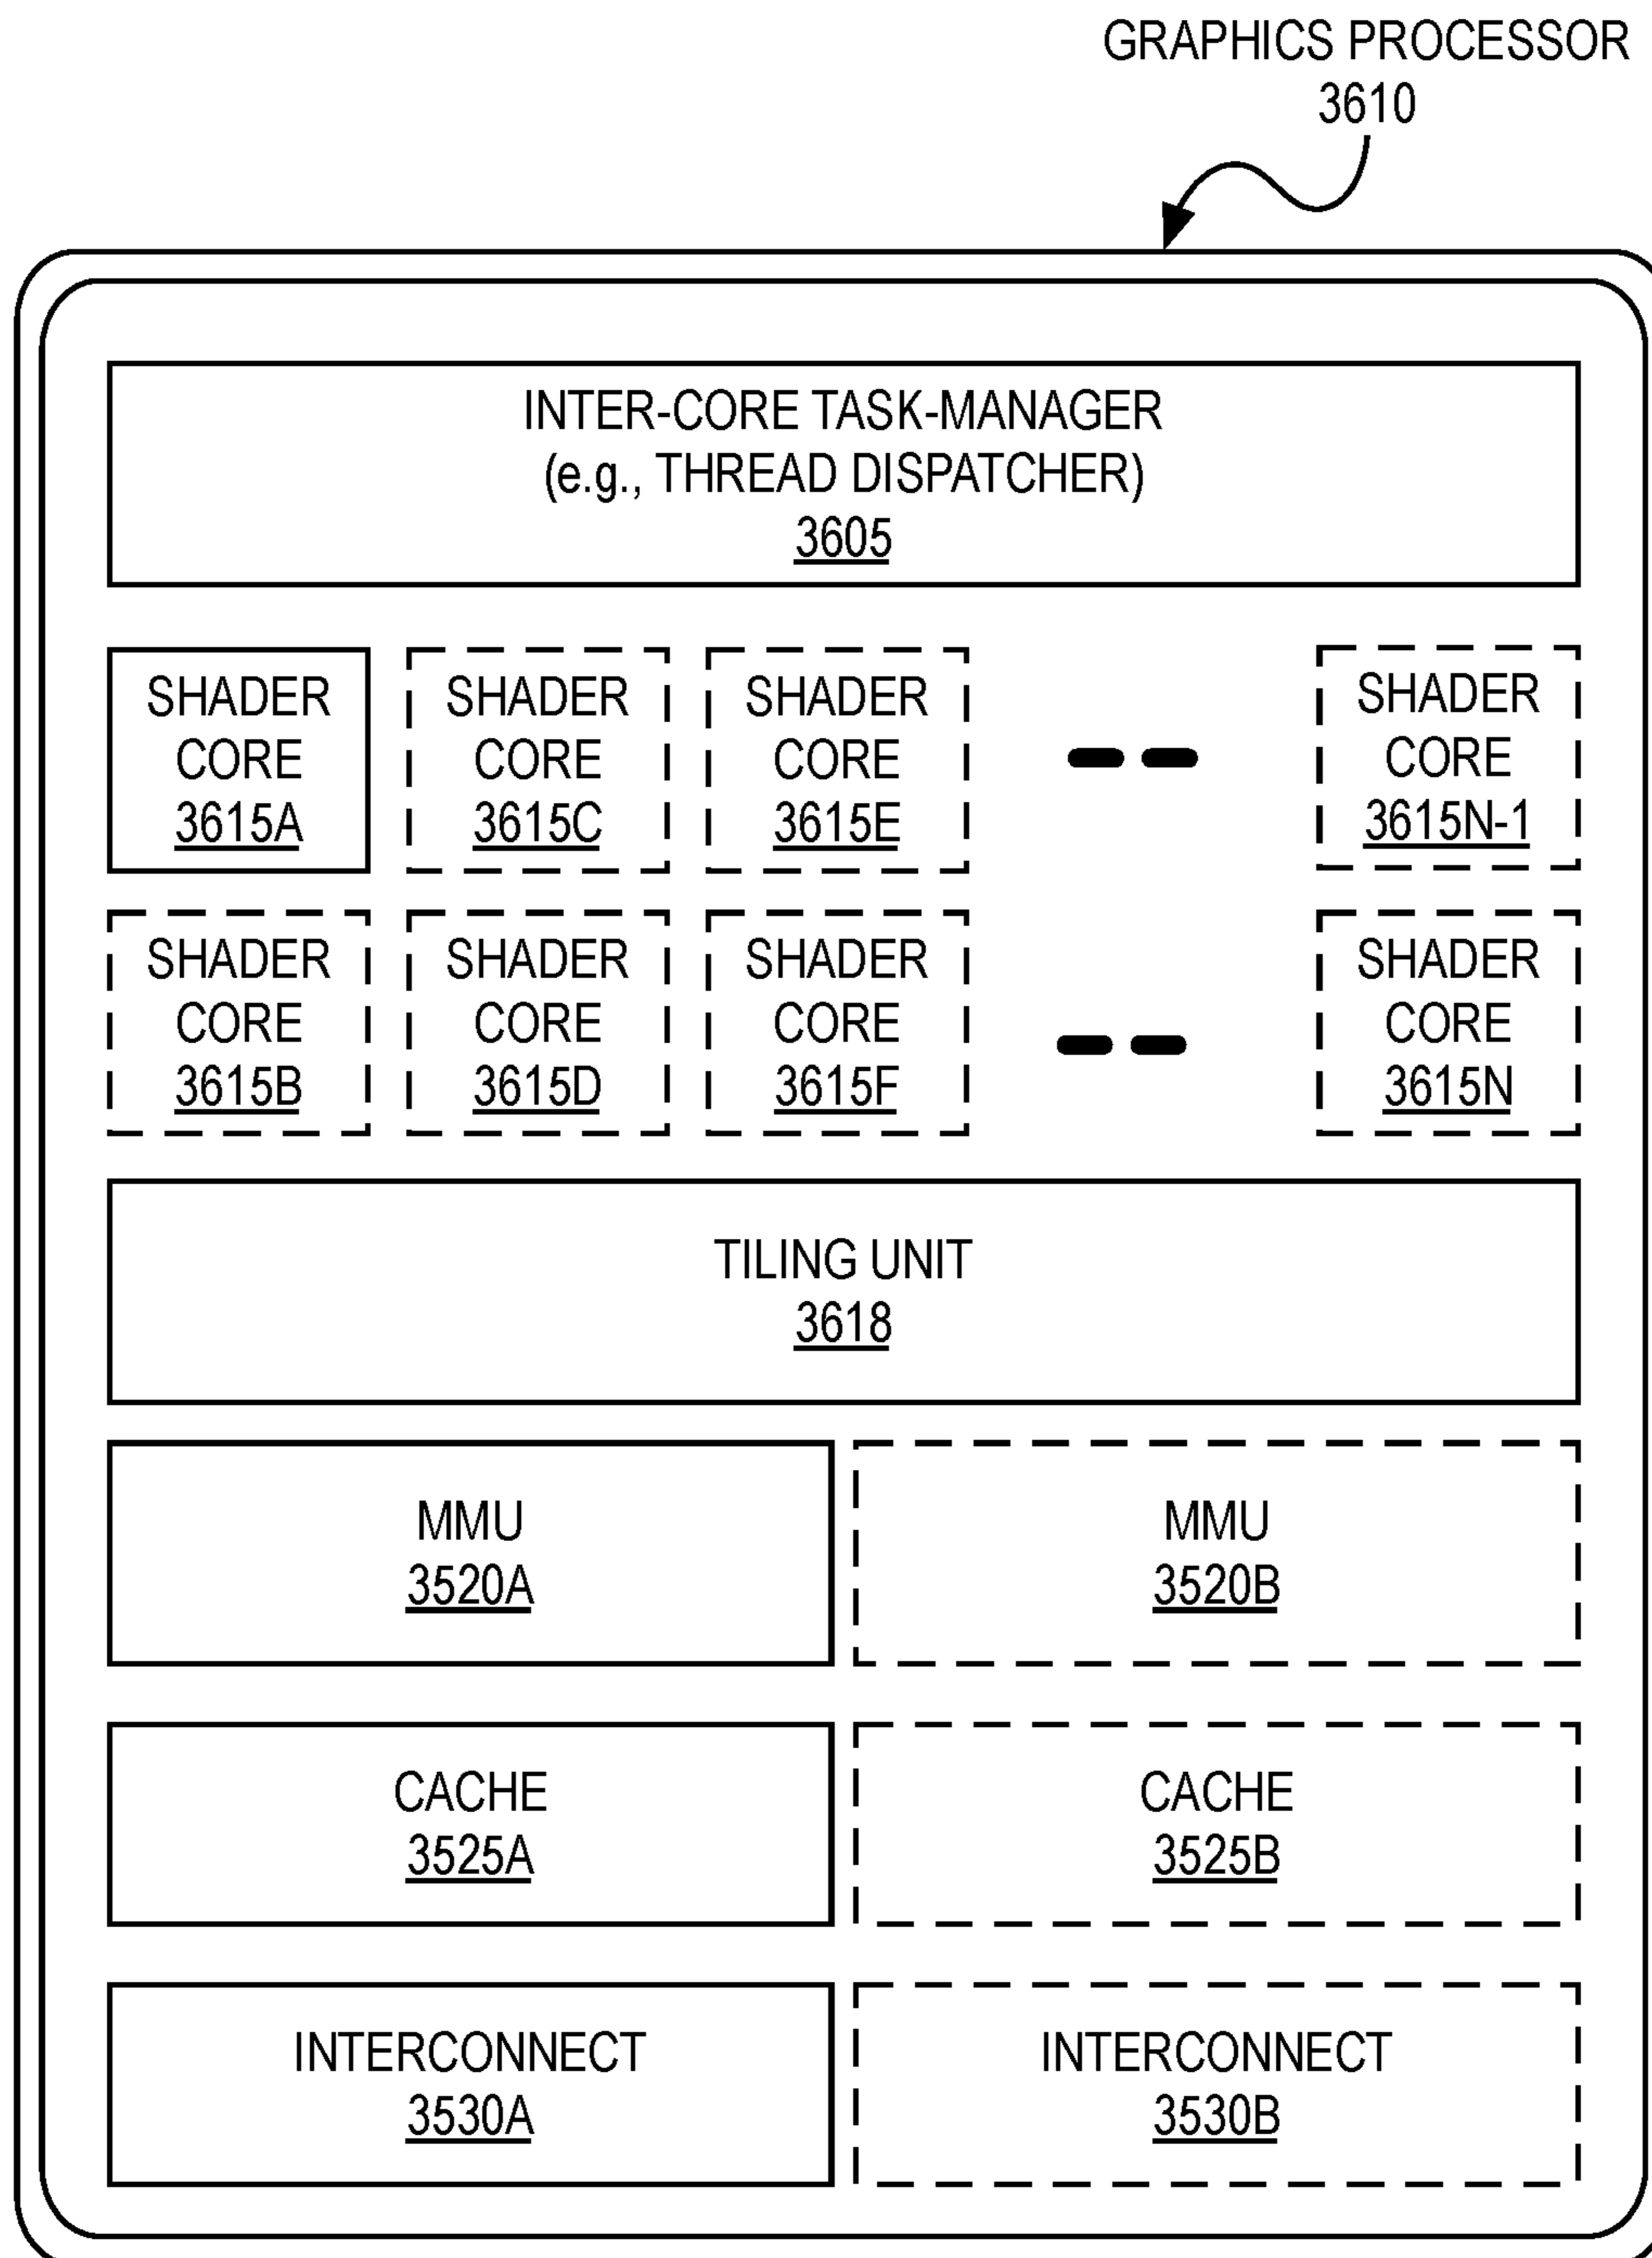 GRAPHICS PROCESSOR
3610
INTER-CORE TASK-MANAGER
(e.g., THREAD DISPATCHER)
3605
SHADER
CORE
3615A
SHADER
CORE
3615C
SHADER
CORE
3615E
SHADER
CORE
3615N-1
SHADER
CORE
3615B
SHADER
CORE
3615D
SHADER
CORE
3615F
SHADER
CORE
3615N
TILING UNIT
3618
MMU
3520A
MMU
3520B
CACHE
3525A
CACHE
3525B
INTERCONNECT
3530A
INTERCONNECT
3530B